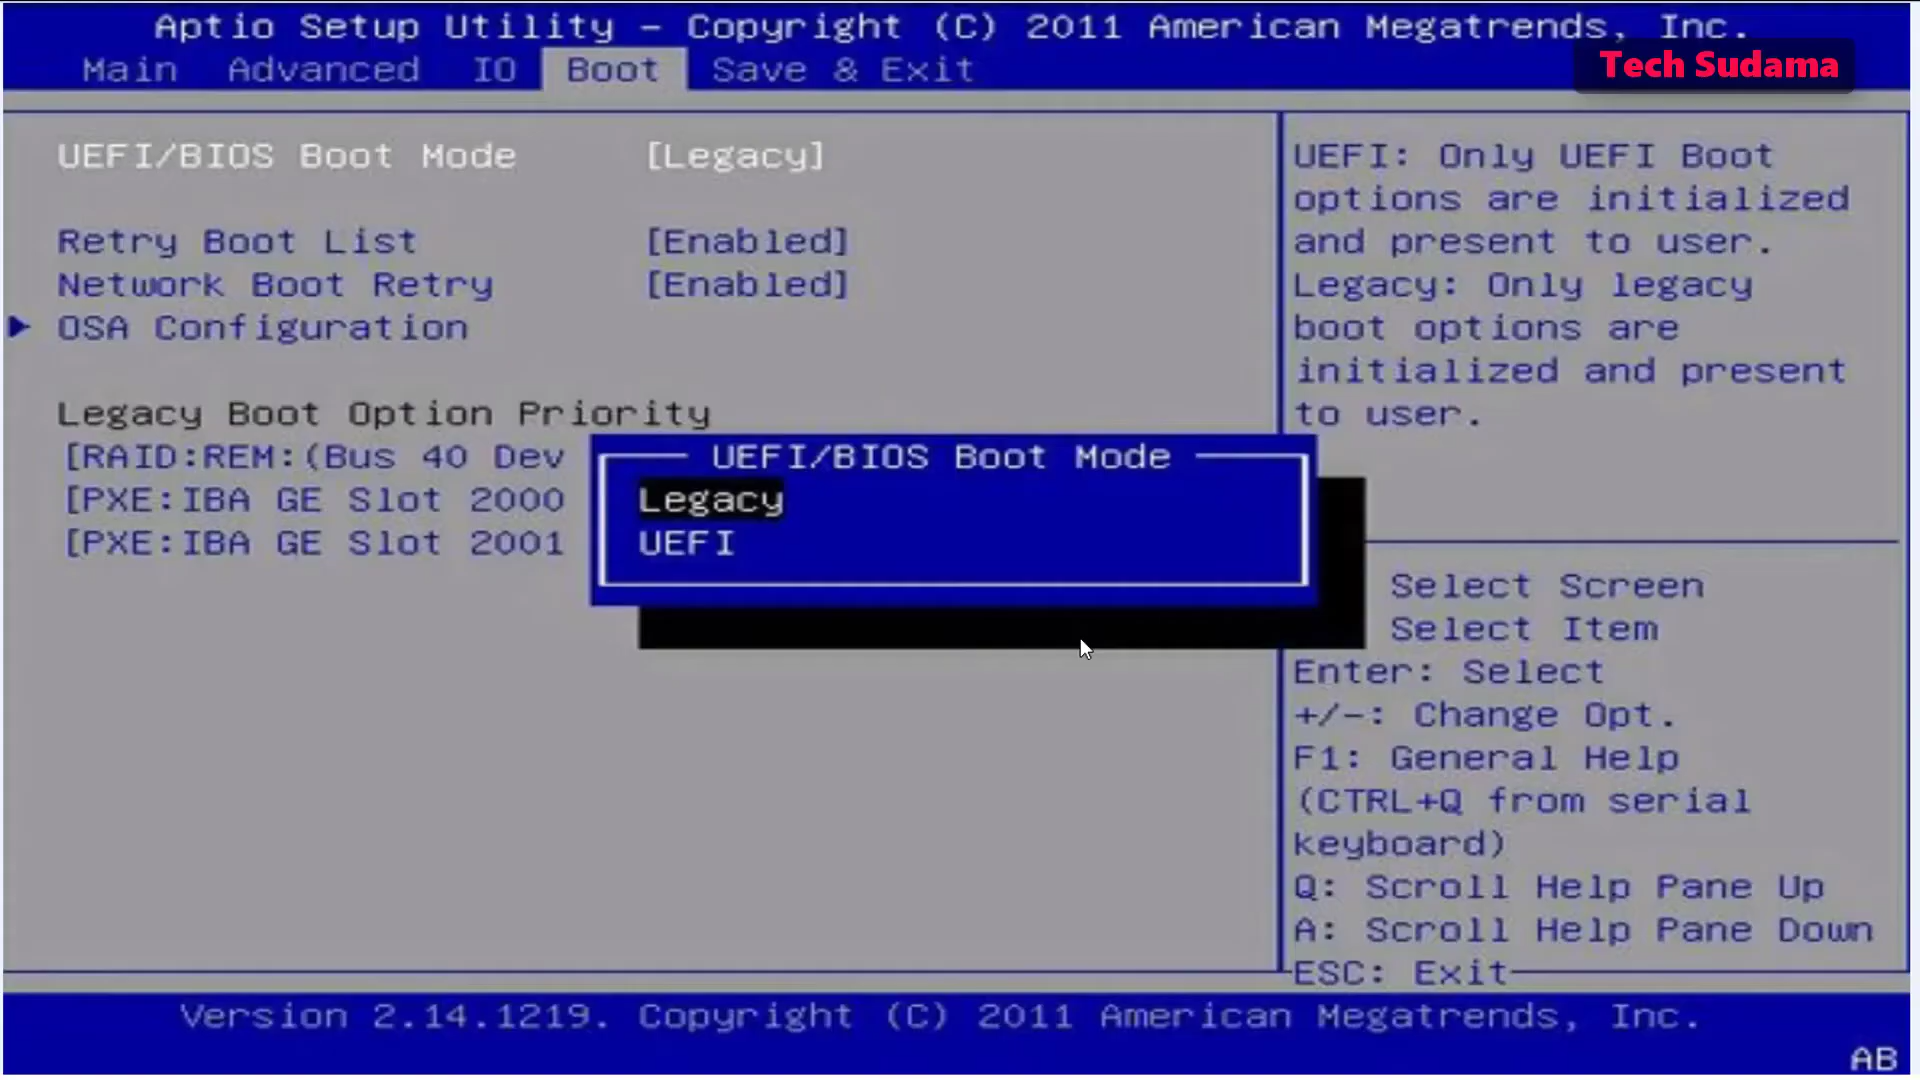 Aptio Setup Utility – Copyright (C) 2011 American Megatrends, Inc.
Tech Sudama
Main Advanced IO Boot Save & Exit
UEFI/BIOS Boot Mode [Legacy]
Retry Boot List [Enabled]
Network Boot Retry [Enabled]
OSA Configuration
Legacy Boot Option Priority
[RAID:REM:(Bus 40 Dev
[PXE:IBA GE Slot 2000
[PXE:IBA GE Slot 2001
UEFI/BIOS Boot Mode
Legacy
UEFI
UEFI: Only UEFI Boot
options are initialized
and present to user.
Legacy: Only legacy
boot options are
initialized and present
to user.
Select Screen
Select Item
Enter: Select
+/-: Change Opt.
F1: General Help
(CTRL+Q from serial
keyboard)
Q: Scroll Help Pane Up
A: Scroll Help Pane Down
ESC: Exit
Version 2.14.1219. Copyright (C) 2011 American Megatrends, Inc.
AB